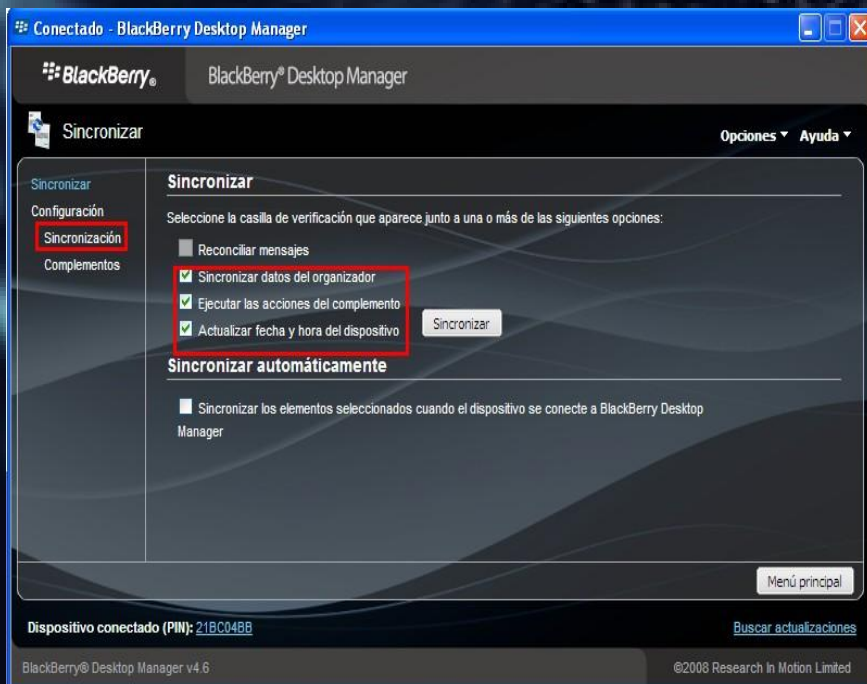 Conectado - BlackBerry Desktop Manager
BlackBerry® BlackBerry® Desktop Manager
Sincronizar
Opciones Ayuda
Sincronizar
Configuración
Sincronización
Complementos
Sincronizar
Seleccione la casilla de verificación que aparece junto a una o más de las siguientes opciones:
Reconciliar mensajes
Sincronizar datos del organizador
Ejecutar las acciones del complemento
Actualizar fecha y hora del dispositivo
Sincronizar
Sincronizar automáticamente
Sincronizar los elementos seleccionados cuando el dispositivo se conecte a BlackBerry Desktop
Manager
Menú principal
Dispositivo conectado (PIN): 21BC04BB
Buscar actualizaciones
BlackBerry® Desktop Manager v4.6
©2008 Research In Motion Limited